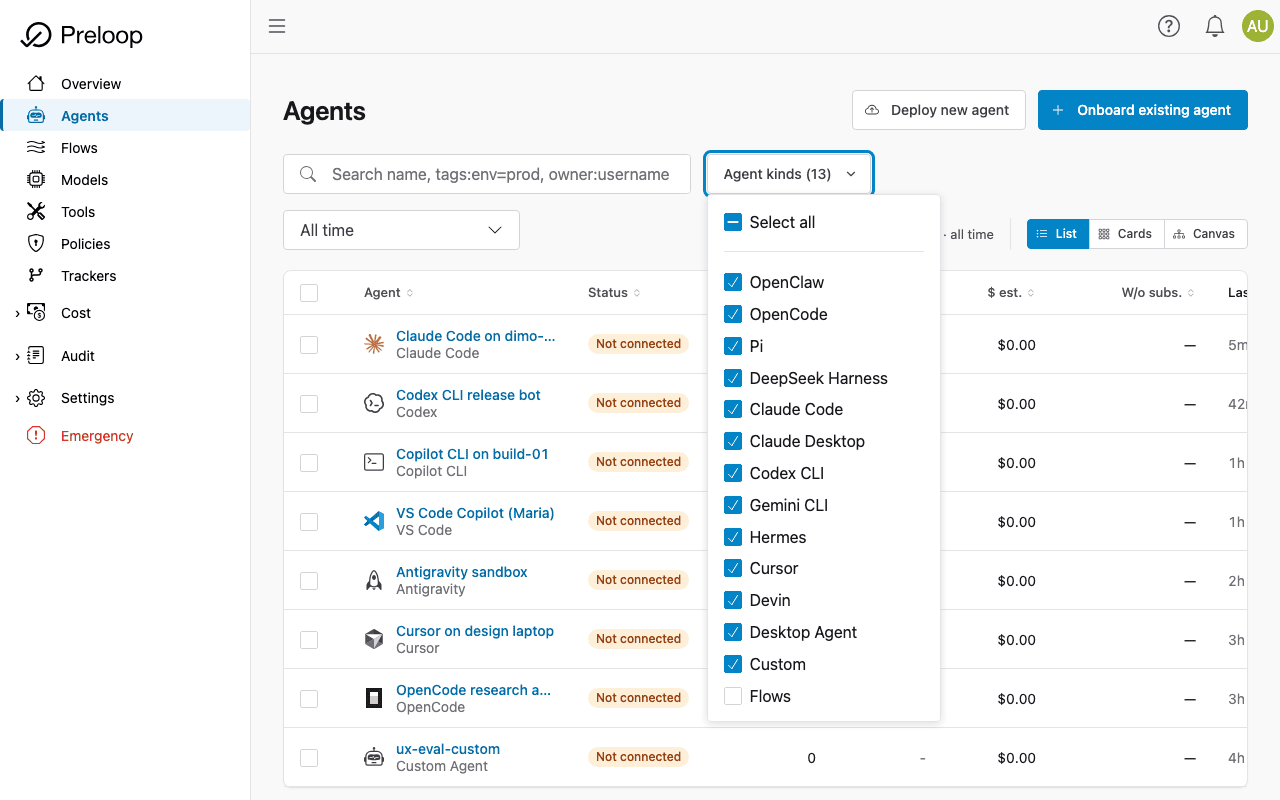 Preloop
AU
Overview
Agents
Flows
Models
Tools
Policies
Trackers
Cost
Audit
Settings
Emergency
Agents
Deploy new agent
Onboard existing agent
Search name, tags:env=prod, owner:username
Agent kinds (13)
All time
· all time
List
Cards
Canvas
Select all
OpenClaw
OpenCode
Pi
DeepSeek Harness
Claude Code
Claude Desktop
Codex CLI
Gemini CLI
Hermes
Cursor
Devin
Desktop Agent
Custom
Flows
Agent Status $ est. W/o subs. Las
Claude Code on dimo-... Not connected $0.00 — 5m
Claude Code
Codex CLI release bot Not connected $0.00 — 42
Codex
Copilot CLI on build-01 Not connected $0.00 — 1h
Copilot CLI
VS Code Copilot (Maria) Not connected $0.00 — 1h
VS Code
Antigravity sandbox Not connected $0.00 — 2h
Antigravity
Cursor on design laptop Not connected $0.00 — 3h
Cursor
OpenCode research a... Not connected $0.00 — 3h
OpenCode
ux-eval-custom Not connected 0 - $0.00 — 4h
Custom Agent